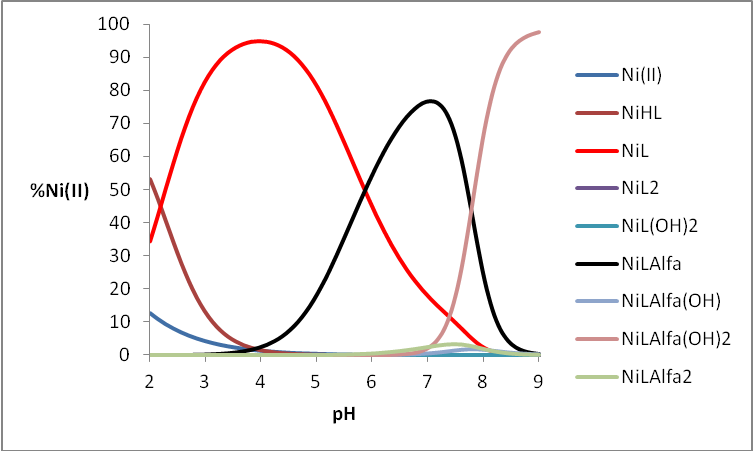 100
90
80
70
60
50
40
30
20
10
0
%Ni(II)
2 3 4 5 6 7 8 9
pH
Ni(II)
NiHL
NiL
NiL2
NiL(OH)2
NiLAlfa
NiLAlfa(OH)
NiLAlfa(OH)2
NiLAlfa2